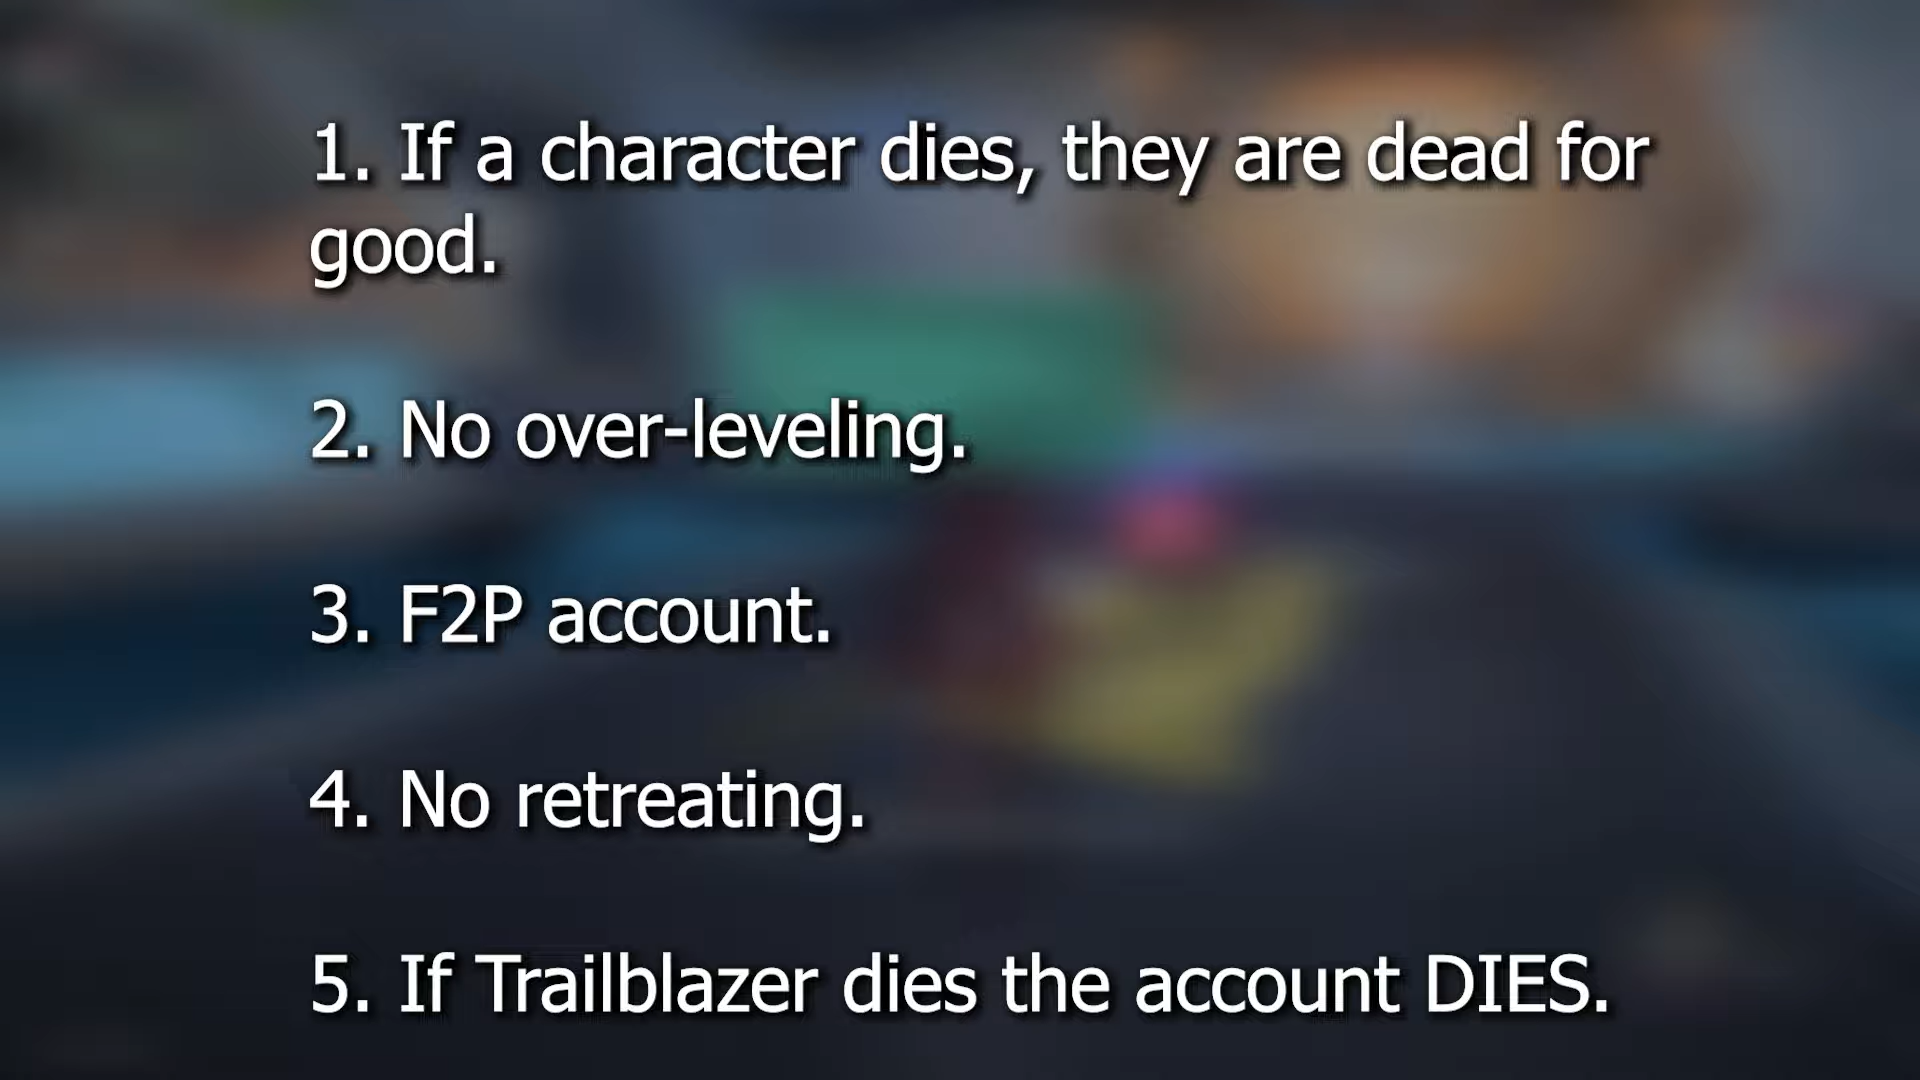 1. If a character dies, they are dead for
good.
2. No over-leveling.
3. F2P account.
4. No retreating.
5. If Trailblazer dies the account DIES.